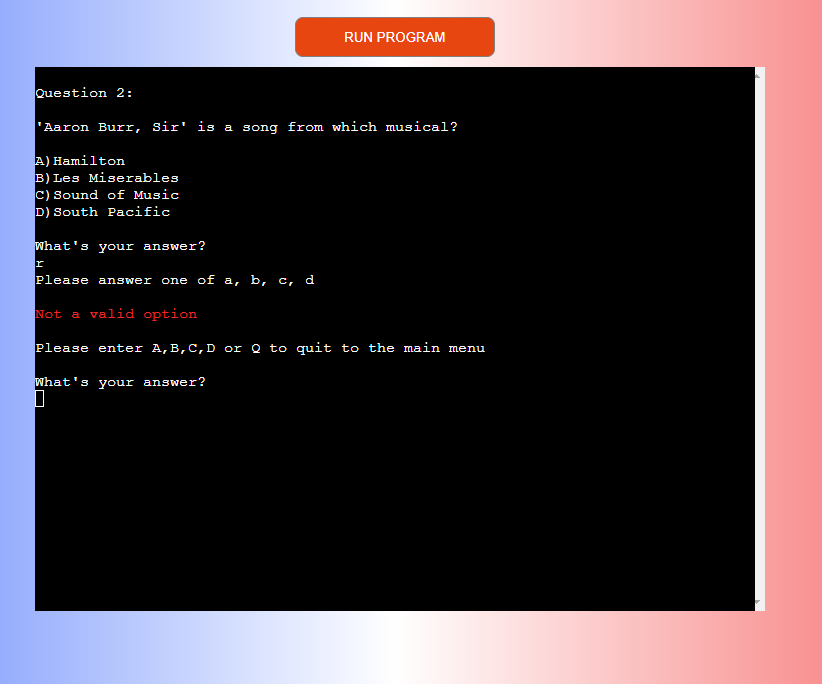 RUN PROGRAM
Question 2:
'Aaron Burr, Sir' is a song from which musical?
A)Hamilton
B)Les Miserables
C)Sound of Music
D)South Pacific
What's your answer?
r
Please answer one of a, b, c, d
Not a valid option
Please enter A,B,C,D or Q to quit to the main menu
What's your answer?